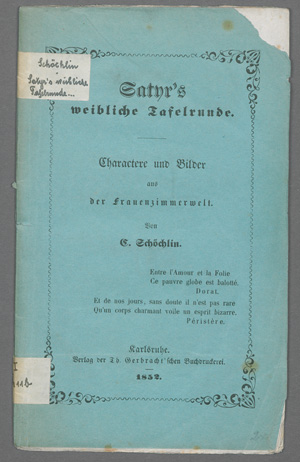 Schöchlin
Satyr's weibliche
Tafelrunde...
Satyr's
weibliche Tafelrunde.
Charactere und Bilder
aus
der Frauenzimmerwelt.
Von
E. Schöchlin.
Entre l'Amour et la Folie
Ce pauvre globe est balotté.
Dorat.
Et de nos jours, sans doute il n'est pas rare
Qu'un corps charmant voile un esprit bizarre.
Péristère.
Karlsruhe.
Verlag der Th. Gerbracht'schen Buchdruckerei.
1852.